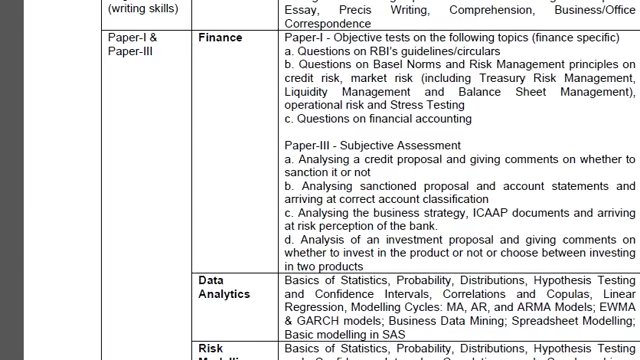 (writing skills)
Essay, Precis Writing, Comprehension, Business/Office
Correspondence
Paper-I &
Paper-III
Finance
Paper-I - Objective tests on the following topics (finance specific)
a. Questions on RBI's guidelines/circulars
b. Questions on Basel Norms and Risk Management principles on
credit risk, market risk (including Treasury Risk Management,
Liquidity Management and Balance Sheet Management),
operational risk and Stress Testing
c. Questions on financial accounting
Paper-III - Subjective Assessment
a. Analysing a credit proposal and giving comments on whether to
sanction it or not
b. Analysing sanctioned proposal and account statements and
arriving at correct account classification
c. Analysing the business strategy, ICAAP documents and arriving
at risk perception of the bank.
d. Analysis of an investment proposal and giving comments on
whether to invest in the product or not or choose between investing
in two products
Data
Analytics
Basics of Statistics, Probability, Distributions, Hypothesis Testing
and Confidence Intervals, Correlations and Copulas, Linear
Regression, Modelling Cycles: MA, AR, and ARMA Models; EWMA
& GARCH models; Business Data Mining; Spreadsheet Modelling;
Basic modelling in SAS
Risk
Basics of Statistics, Probability, Distributions, Hypothesis Testing